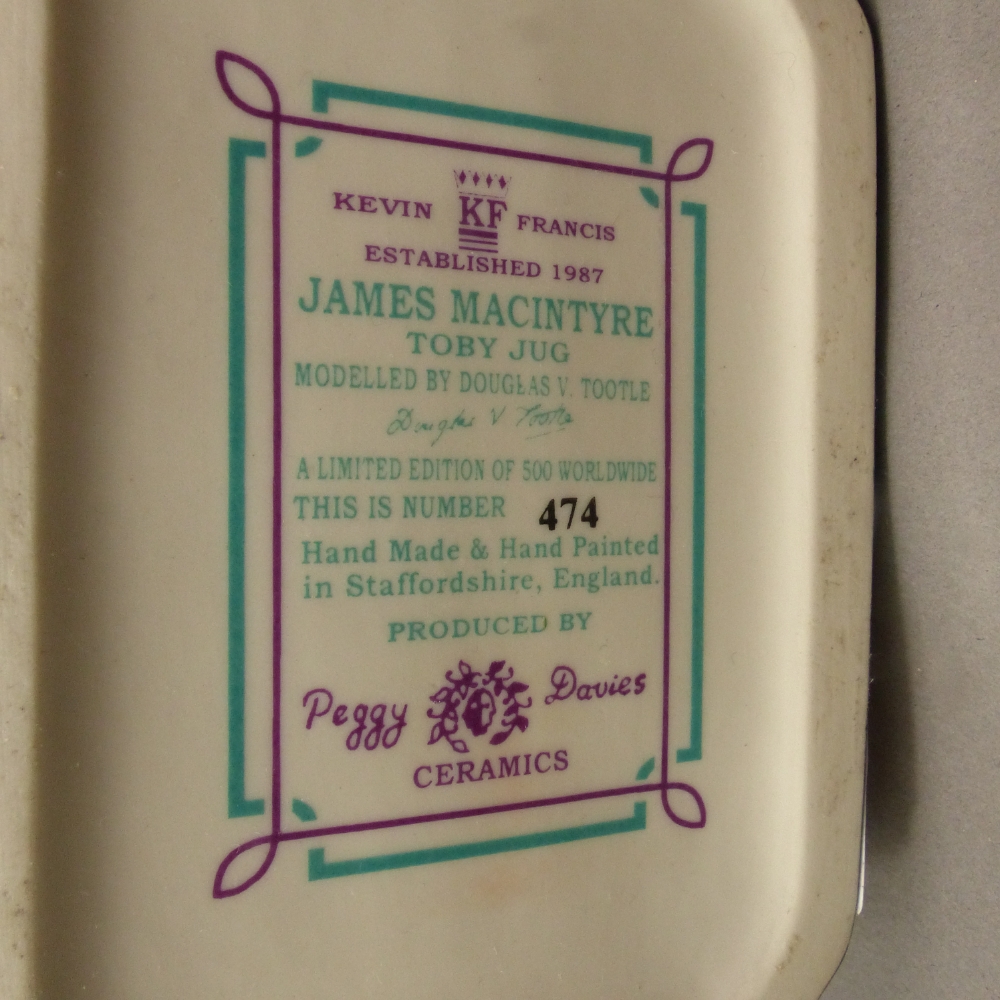 KEVIN KF FRANCIS
ESTABLISHED 1987
JAMES MACINTYRE
TOBY JUG
MODELLED BY DOUGLAS V. TOOTLE
Douglas V Tootle
A LIMITED EDITION OF 500 WORLDWIDE
THIS IS NUMBER 474
Hand Made & Hand Painted
in Staffordshire, England.
PRODUCED BY
Peggy Davies
CERAMICS